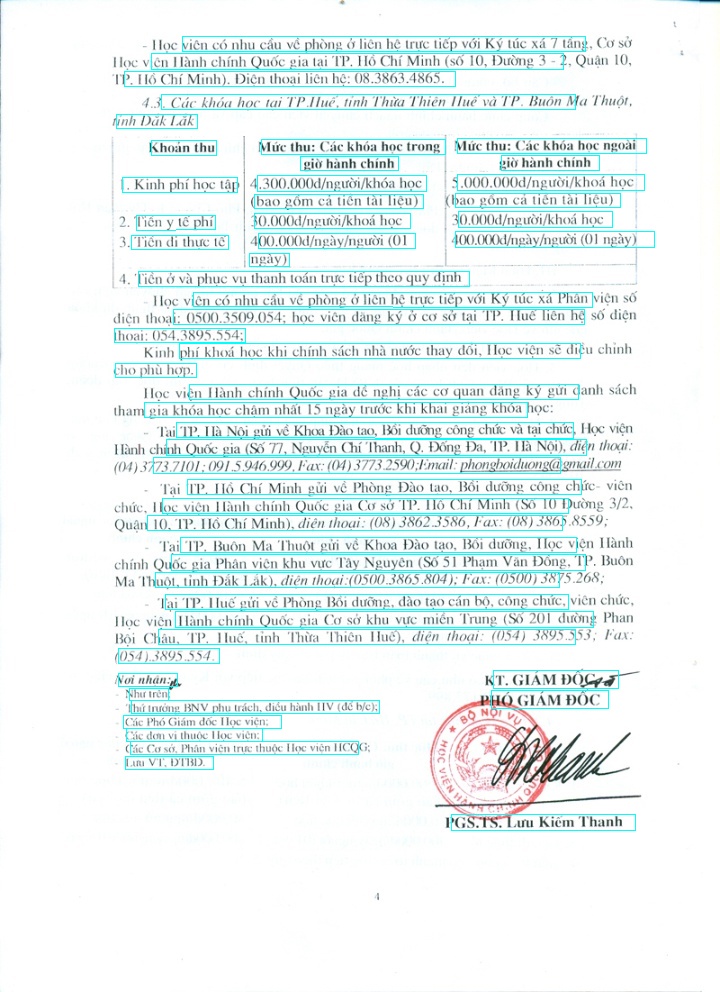 - Học viên có nhu cầu về phòng ở liên hệ trực tiếp với Ký túc xá 7 tầng, Cơ sở
Học viện Hành chính Quốc gia tại TP. Hồ Chí Minh (số 10, Đường 3 - 2, Quận 10,
TP. Hồ Chí Minh). Điện thoại liên hệ: 08.3863.4865.
4.3. Các khóa học tại TP.Huế, tỉnh Thừa Thiên Huế và TP. Buôn Ma Thuột,
tỉnh Đăk Lăk
Khoản thu
Mức thu: Các khóa học trong
giờ hành chính
Mức thu: Các khóa học ngoài
giờ hành chính
1. Kinh phí học tập
4.300.000đ/người/khóa học
(bao gồm cả tiền tài liệu)
5.000.000đ/người/khoá học
(bao gồm cả tiền tài liệu)
2. Tiền y tế phí
30.000đ/người/khoá học
30.000đ/người/khoá học
3. Tiền đi thực tế
400.000đ/ngày/người (01
ngày)
400.000đ/ngày/người (01 ngày)
4. Tiền ở và phục vụ thanh toán trực tiếp theo quy định
- Học viên có nhu cầu về phòng ở liên hệ trực tiếp với Ký túc xá Phân viện số
điện thoại: 0500.3509.054; học viên đăng ký ở cơ sở tại TP. Huế liên hệ số điện
thoại: 054.3895.554;
Kinh phí khoá học khi chính sách nhà nước thay đổi, Học viện sẽ điều chỉnh
cho phù hợp.
Học viện Hành chính Quốc gia đề nghị các cơ quan đăng ký gửi danh sách
tham gia khóa học chậm nhất 15 ngày trước khi khai giảng khóa học:
- Tại TP. Hà Nội gửi về Khoa Đào tạo, Bồi dưỡng công chức và tại chức, Học viện
Hành chính Quốc gia (Số 77, Nguyễn Chí Thanh, Q. Đống Đa, TP. Hà Nội), điện thoại:
(04) 3773.7101; 091.5.946.999, Fax: (04) 3773.2590;Email: phongboiduong@gmail.com
- Tại TP. Hồ Chí Minh gửi về Phòng Đào tạo, Bồi dưỡng công chức- viên
chức, Học viện Hành chính Quốc gia Cơ sở TP. Hồ Chí Minh (Số 10 Đường 3/2,
Quận 10, TP. Hồ Chí Minh), điện thoại: (08) 3862.3586, Fax: (08) 3865.8559;
- Tại TP. Buôn Ma Thuột gửi về Khoa Đào tạo, Bồi dưỡng, Học viện Hành
chính Quốc gia Phân viện khu vực Tây Nguyên (Số 51 Phạm Văn Đồng, TP. Buôn
Ma Thuột, tỉnh Đắk Lắk), điện thoại:(0500.3865.804); Fax: (0500) 3875.268;
- Tại TP. Huế gửi về Phòng Bồi dưỡng, đào tạo cán bộ, công chức, viên chức,
Học viện Hành chính Quốc gia Cơ sở khu vực miền Trung (Số 201 đường Phan
Bội Châu, TP. Huế, tỉnh Thừa Thiên Huế), điện thoại: (054) 3895.553; Fax:
(054).3895.554.
Nơi nhận:
- Như trên
- Thứ trưởng BNV phụ trách, điều hành HV (để b/c);
- Các Phó Giám đốc Học viện;
- Các đơn vị thuộc Học viện;
- Các Cơ sở, Phân viện trực thuộc Học viện HCQG;
- Lưu VT, ĐTBD.
KT. GIÁM ĐỐC
PHÓ GIÁM ĐỐC
BỘ NỘI VỤ
HỌC VIỆN HÀNH CHÍNH QUỐC
PGS.TS. Lưu Kiếm Thanh
4